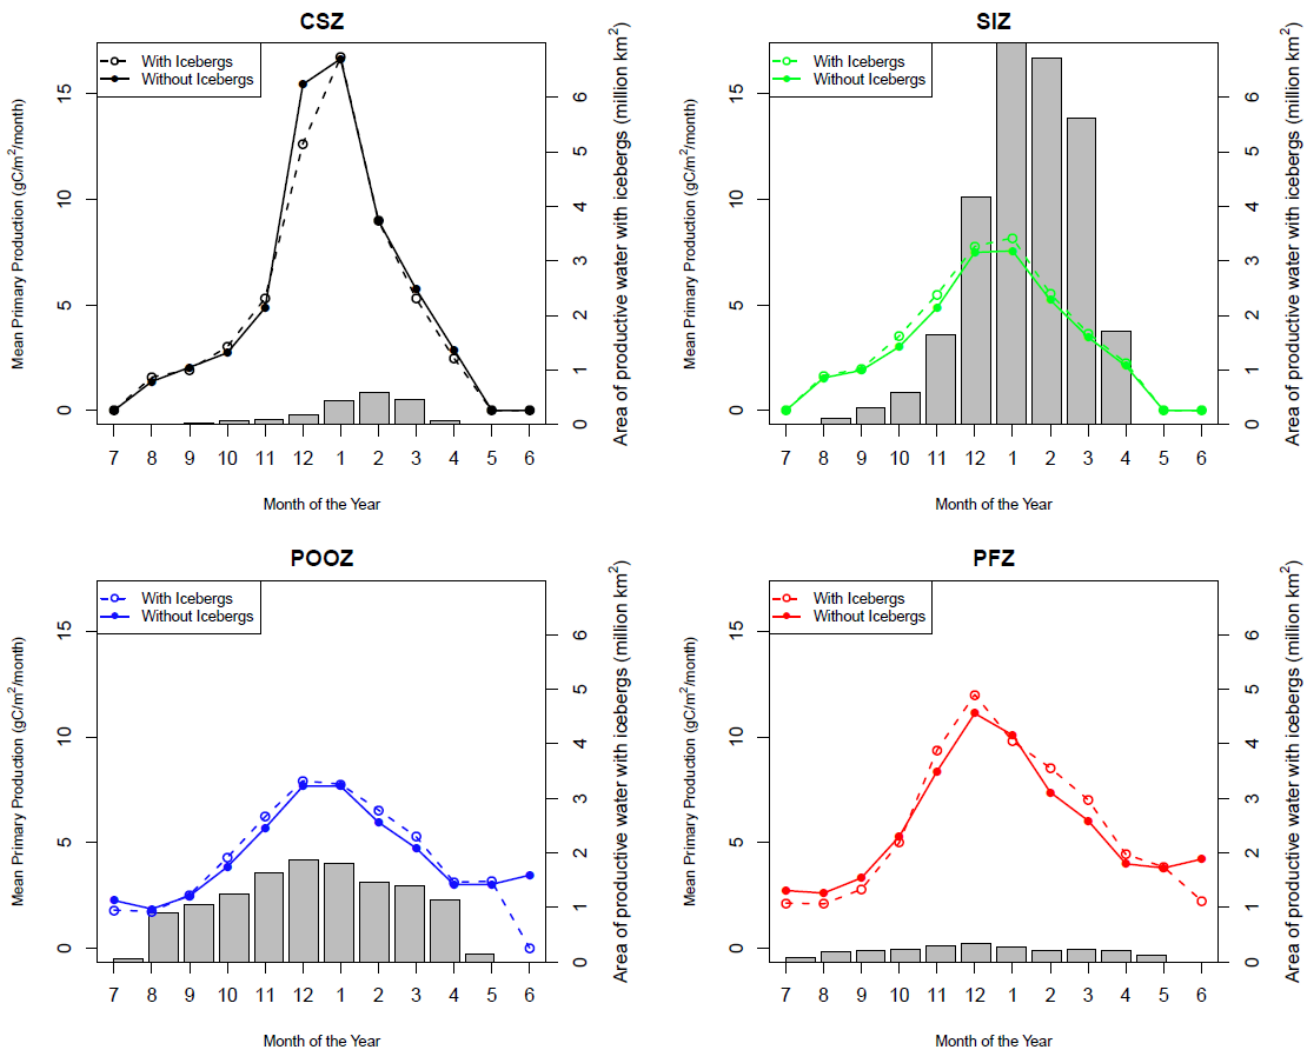 CSZ
With Icebergs
Without Icebergs
Mean Primary Production (gC/m²/month)
15
10
5
0
6
5
4
3
2
1
0
Area of productive water with icebergs (million km²)
7 8 9 10 11 12 1 2 3 4 5 6
Month of the Year
SIZ
With Icebergs
Without Icebergs
Mean Primary Production (gC/m²/month)
15
10
5
0
6
5
4
3
2
1
0
Area of productive water with icebergs (million km²)
7 8 9 10 11 12 1 2 3 4 5 6
Month of the Year
POOZ
With Icebergs
Without Icebergs
Mean Primary Production (gC/m²/month)
15
10
5
0
6
5
4
3
2
1
0
Area of productive water with icebergs (million km²)
7 8 9 10 11 12 1 2 3 4 5 6
Month of the Year
PFZ
With Icebergs
Without Icebergs
Mean Primary Production (gC/m²/month)
15
10
5
0
6
5
4
3
2
1
0
Area of productive water with icebergs (million km²)
7 8 9 10 11 12 1 2 3 4 5 6
Month of the Year